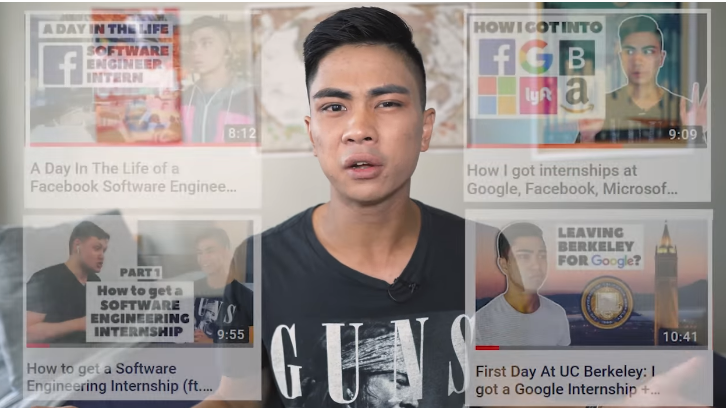 A DAY IN THE LIFE
SOFTWARE
ENGINEER
INTERN
8:12
A Day In The Life of a
Facebook Software Enginee...
HOW I GOT INTO
f G B
lyft a
9:09
How I got internships at
Google, Facebook, Microsof...
PART 1
How to get a
SOFTWARE
ENGINEERING
INTERNSHIP
GUNS
9:55
How to get a Software
Engineering Internship (ft....
LEAVING
BERKELEY
FOR Google?
10:41
First Day At UC Berkeley: I
got a Google Internship +...
GUNS